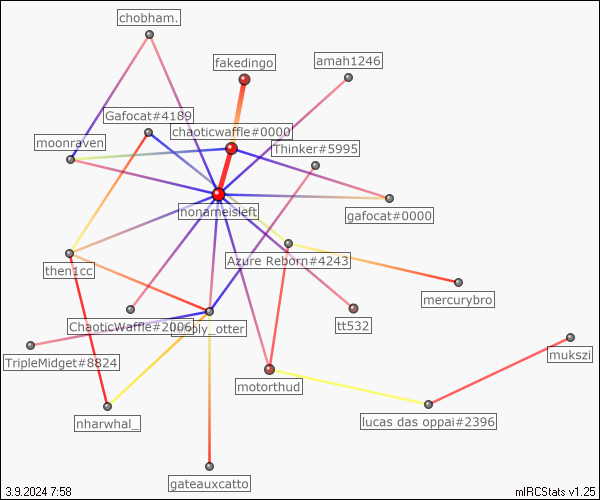 chobham.
fakedingo
amah1246
Gafocat#4189
chaoticwaffle#0000
moonraven
Thinker#5995
nonameisleft
gafocat#0000
Azure Reborn#4243
then1cc
mercurybro
ChaoticWaffle#2006
tt532
TripleMidget#8824
mukszi
motorthud
nharwhal_
lucas das oppai#2396
gateauxcatto
3.9.2024 7:58
mIRCStats v1.25